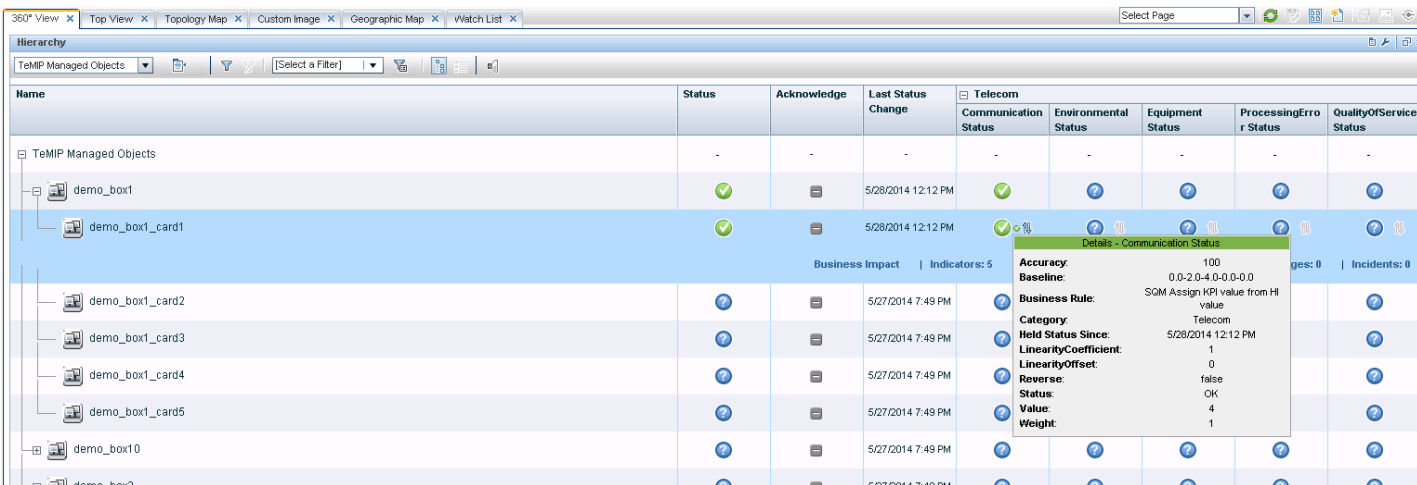 360° View X Top View X Topology Map X Custom Image X Geographic Map X Watch List X Select Page
Hierarchy
TeMIP Managed Objects [Select a Filter]
Name Status Acknowledge Last Status Change Telecom
Communication Status Environmental Status Equipment Status ProcessingErro r Status QualityOfService Status
TeMIP Managed Objects - - - - - - - -
demo_box1 5/28/2014 12:12 PM
demo_box1_card1 5/28/2014 12:12 PM
Business Impact | Indicators: 5 ges: 0 | Incidents: 0
Details - Communication Status
Accuracy: 100
Baseline: 0.0-2.0-4.0-0.0-0.0
Business Rule: SQM Assign KPI value from HI
value
Category: Telecom
Held Status Since: 5/28/2014 12:12 PM
LinearityCoefficient: 1
LinearityOffset: 0
Reverse: false
Status: OK
Value: 4
Weight: 1
demo_box1_card2 5/27/2014 7:49 PM
demo_box1_card3 5/27/2014 7:49 PM
demo_box1_card4 5/27/2014 7:49 PM
demo_box1_card5 5/27/2014 7:49 PM
demo_box10 5/27/2014 7:49 PM
demo_box2 5/27/2014 7:49 PM